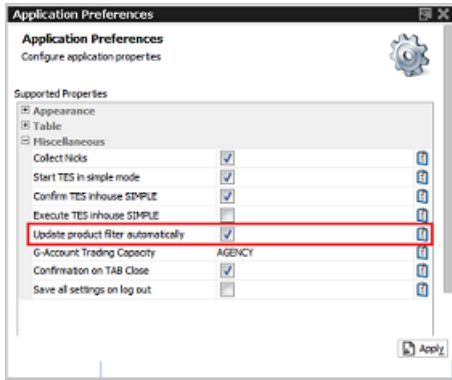 Application Preferences
Application Preferences
Configure application properties
Supported Properties
Appearance
Table
Miscellaneous
Collect Nicks
Start TES in simple mode
Confirm TES inhouse SIMPLE
Execute TES inhouse SIMPLE
Update product filter automatically
G-Account Trading Capacity AGENCY
Confirmation on TAB Close
Save all settings on log out
Apply